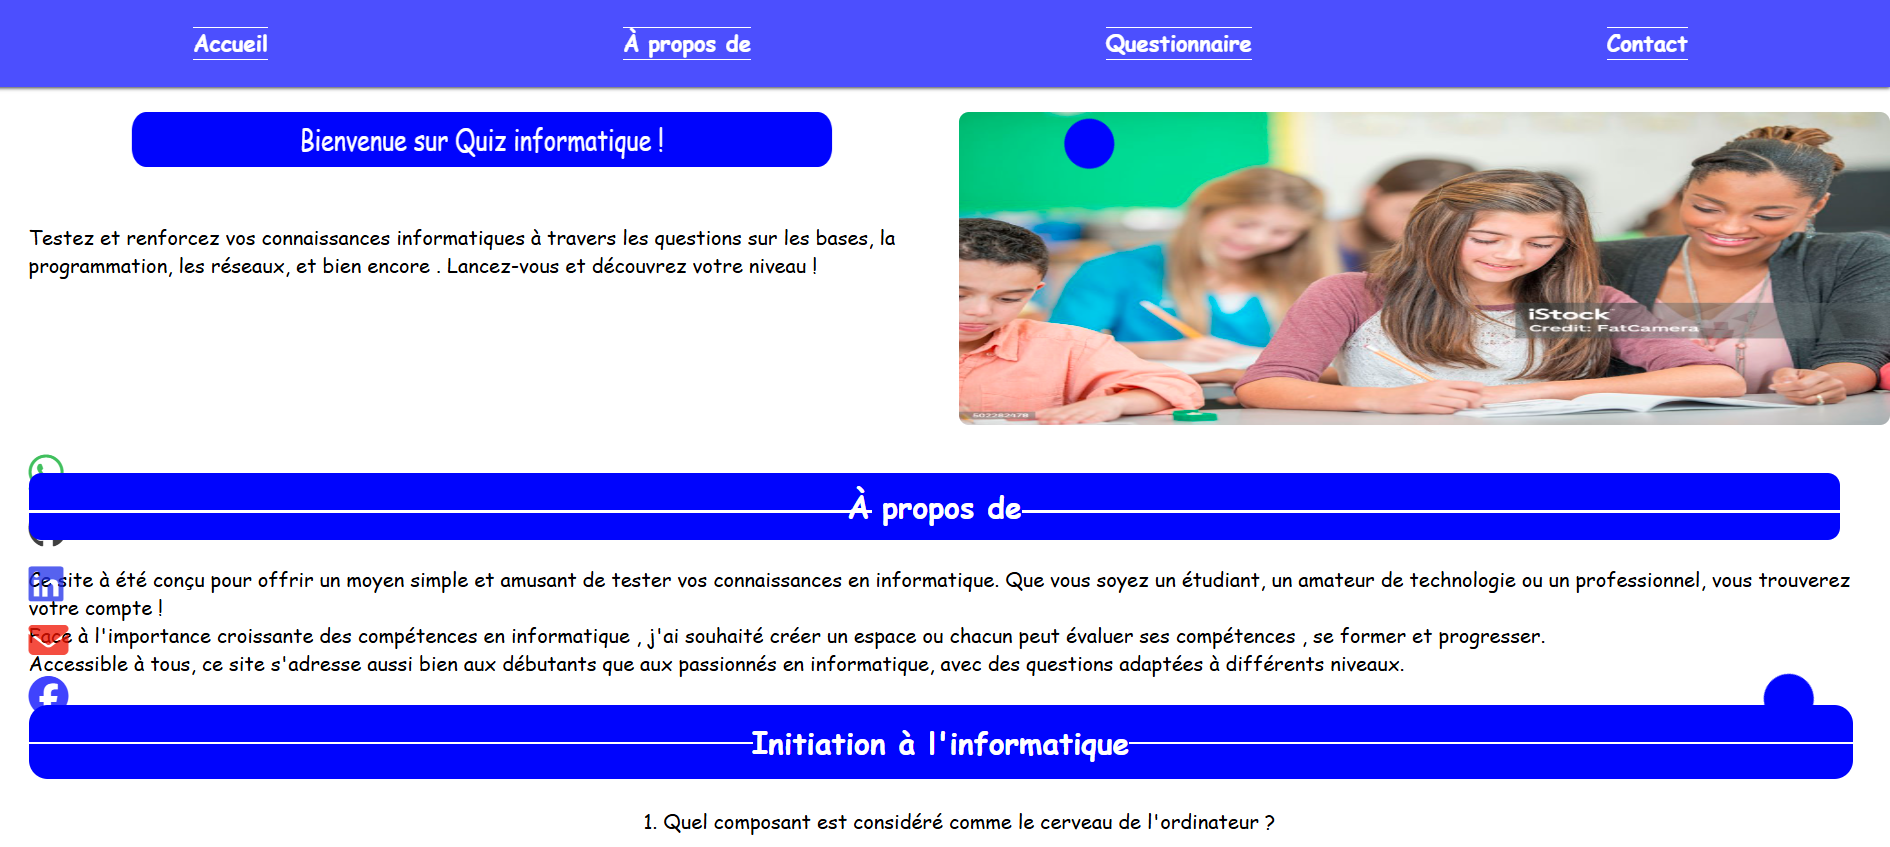 Accueil
À propos de
Questionnaire
Contact
Bienvenue sur Quiz informatique !
Testez et renforcez vos connaissances informatiques à travers les questions sur les bases, la
programmation, les réseaux, et bien encore . Lancez-vous et découvrez votre niveau !
iStock
Credit: FatCamera
502282478
À propos de
Ce site à été conçu pour offrir un moyen simple et amusant de tester vos connaissances en informatique. Que vous soyez un étudiant, un amateur de technologie ou un professionnel, vous trouverez
votre compte !
Face à l'importance croissante des compétences en informatique , j'ai souhaité créer un espace ou chacun peut évaluer ses compétences , se former et progresser.
Accessible à tous, ce site s'adresse aussi bien aux débutants que aux passionnés en informatique, avec des questions adaptées à différents niveaux.
Initiation à l'informatique
1. Quel composant est considéré comme le cerveau de l'ordinateur ?